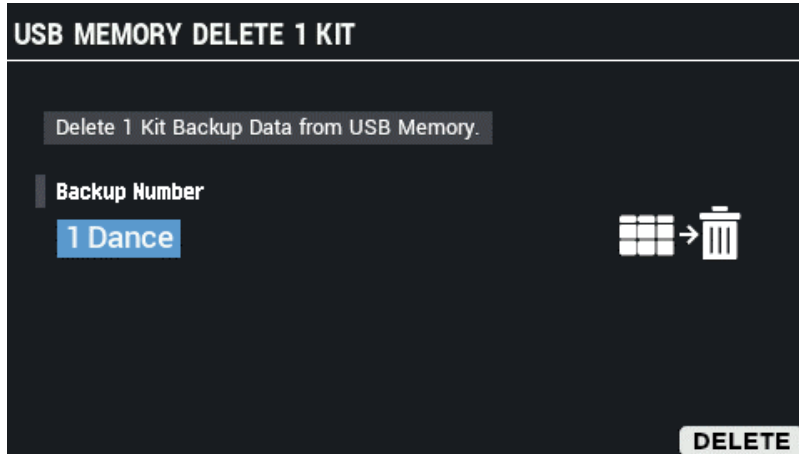 USB MEMORY DELETE 1 KIT
Delete 1 Kit Backup Data from USB Memory.
Backup Number
1 Dance
DELETE